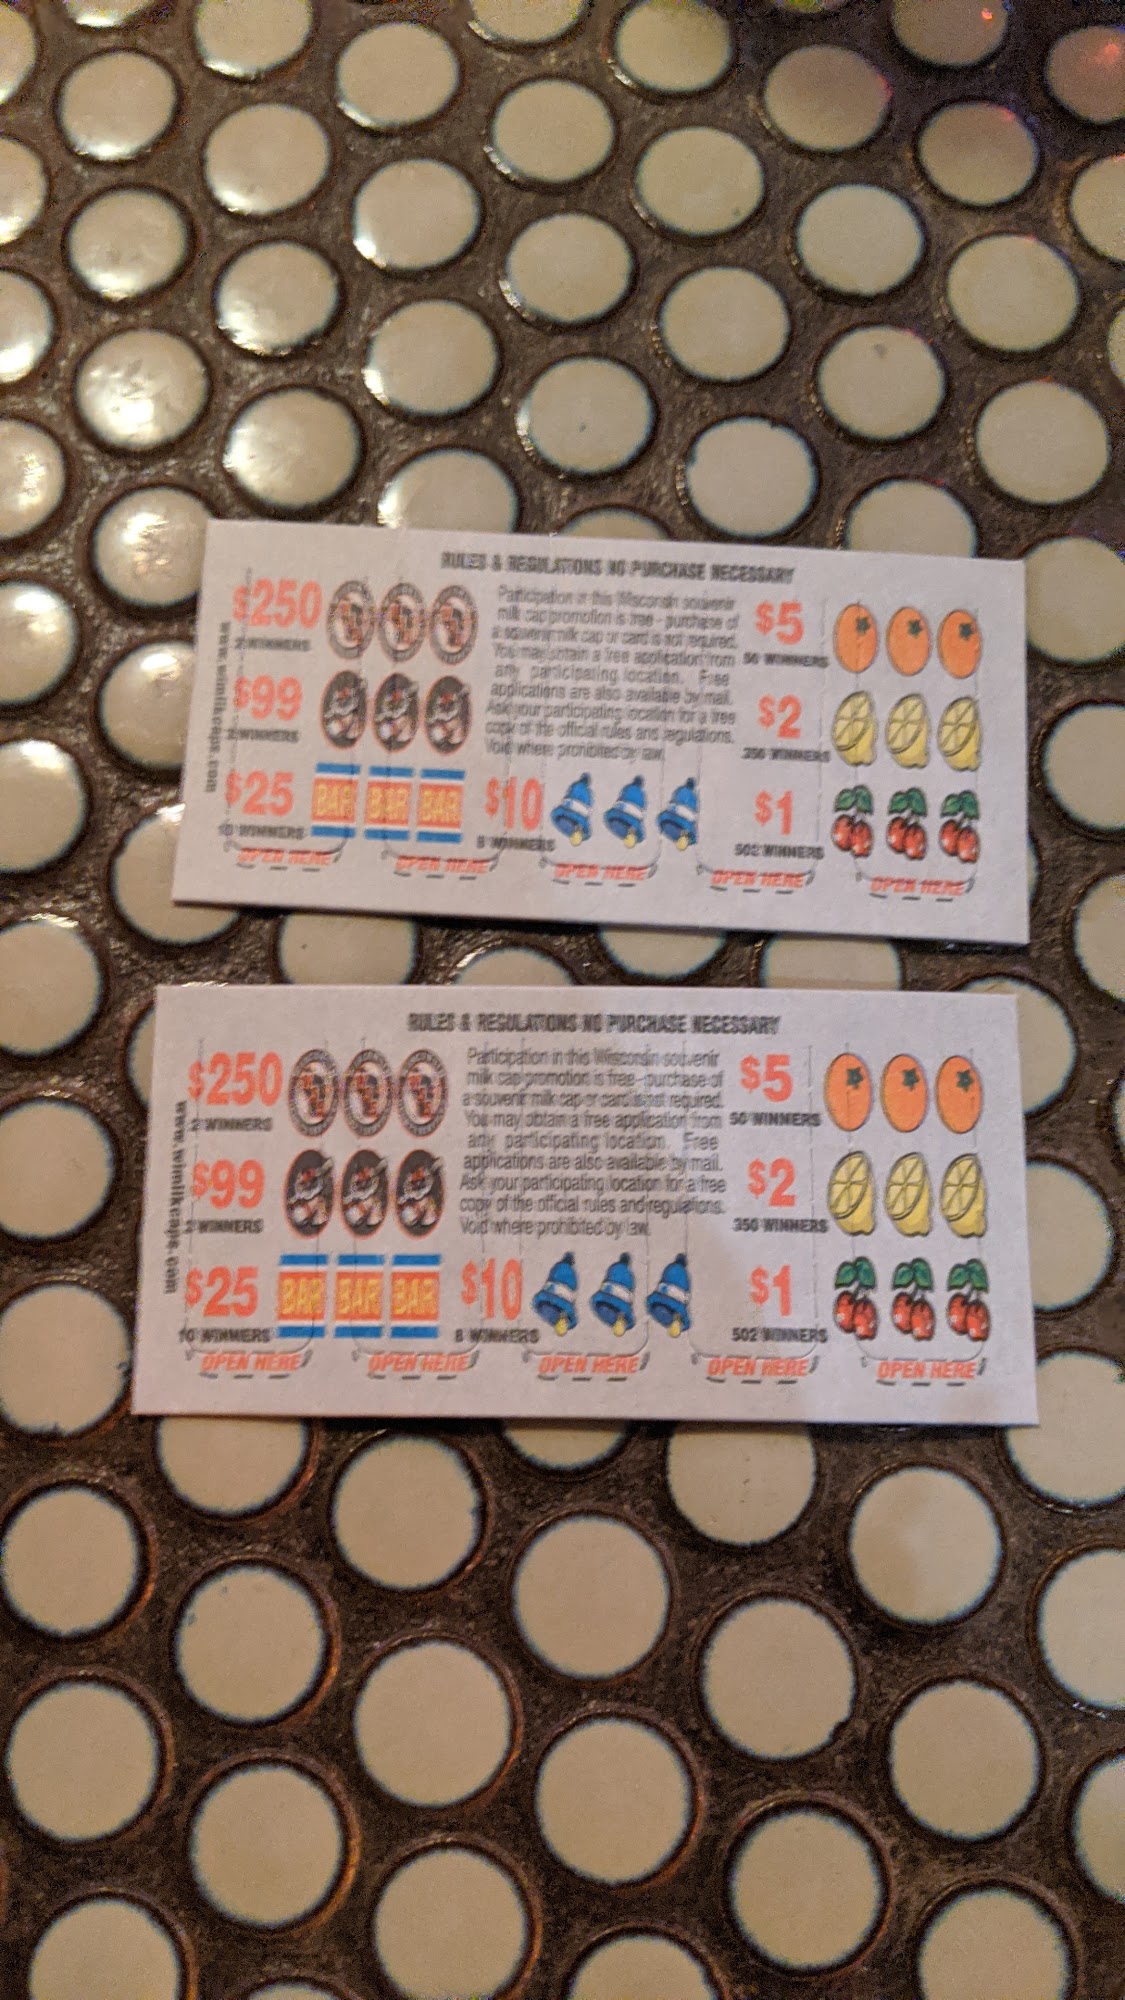 RULES & REGULATIONS NO PURCHASE NECESSARY
$250
2 WINNERS
$99
2 WINNERS
$25
BAR BAR BAR
10 WINNERS
Participation in this Wisconsin souvenir
milk cap promotion is free - purchase of
a souvenir milk cap or card is not required.
You may obtain a free application from
any participating location. Free
applications are also available by mail.
Ask your participating location for a free
copy of the official rules and regulations.
Void where prohibited by law.
$10
8 WINNERS
$5
50 WINNERS
$2
350 WINNERS
$1
502 WINNERS
OPEN HERE OPEN HERE OPEN HERE OPEN HERE OPEN HERE
RULES & REGULATIONS NO PURCHASE NECESSARY
$250
2 WINNERS
$99
2 WINNERS
$25
BAR BAR BAR
10 WINNERS
Participation in this Wisconsin souvenir
milk cap promotion is free - purchase of
a souvenir milk cap or card is not required.
You may obtain a free application from
any participating location. Free
applications are also available by mail.
Ask your participating location for a free
copy of the official rules and regulations.
Void where prohibited by law.
$10
8 WINNERS
$5
50 WINNERS
$2
350 WINNERS
$1
502 WINNERS
OPEN HERE OPEN HERE OPEN HERE OPEN HERE OPEN HERE